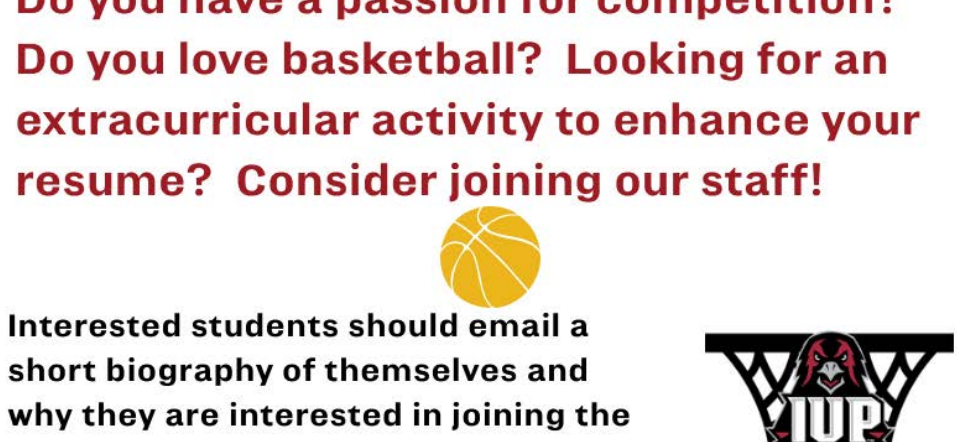 Do you have a passion for competition?
Do you love basketball?  Looking for an
extracurricular activity to enhance your
resume?  Consider joining our staff!
Interested students should email a
short biography of themselves and
why they are interested in joining the
IUP